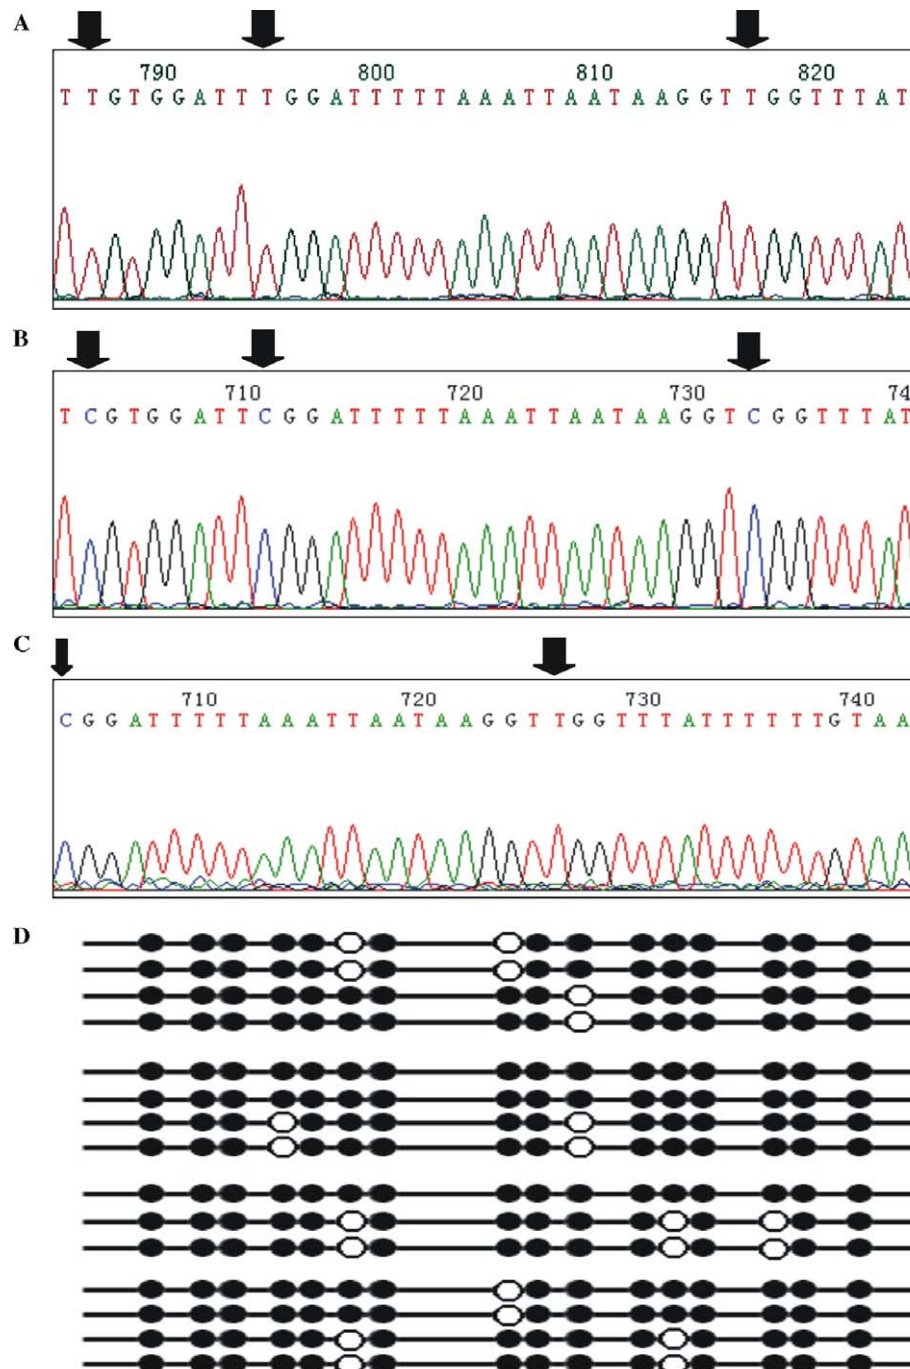 A
790 800 810 820
T T G T G G A T T T G G A T T T T T A A A T T A A T A A G G T T G G T T T A T
B
710 720 730 74
T C G T G G A T T C G G A T T T T T A A A T T A A T A A G G T C G G T T T A T
C
710 720 730 740
C G G A T T T T T A A A T T A A T A A G G T T G G T T T A T T T T T T G T A A
D